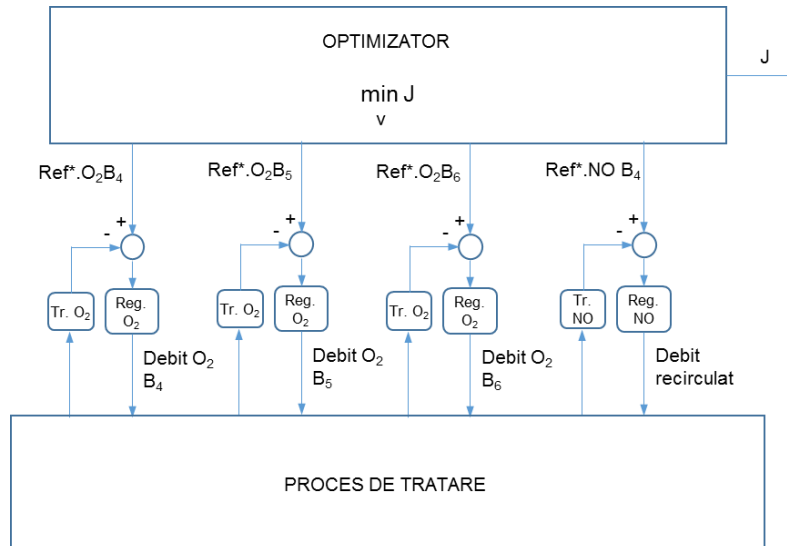 OPTIMIZATOR
J
min J
v
Ref*.O₂B₄
Ref*.O₂B₅
Ref*.O₂B₆
Ref*.NO B₄
+
-
+
-
+
-
+
-
Tr. O₂
Reg.
O₂
Tr. O₂
Reg.
O₂
Tr. O₂
Reg.
O₂
Tr.
NO
Reg.
NO
Debit O₂
B₄
Debit O₂
B₅
Debit O₂
B₆
Debit
recirculat
PROCES DE TRATARE